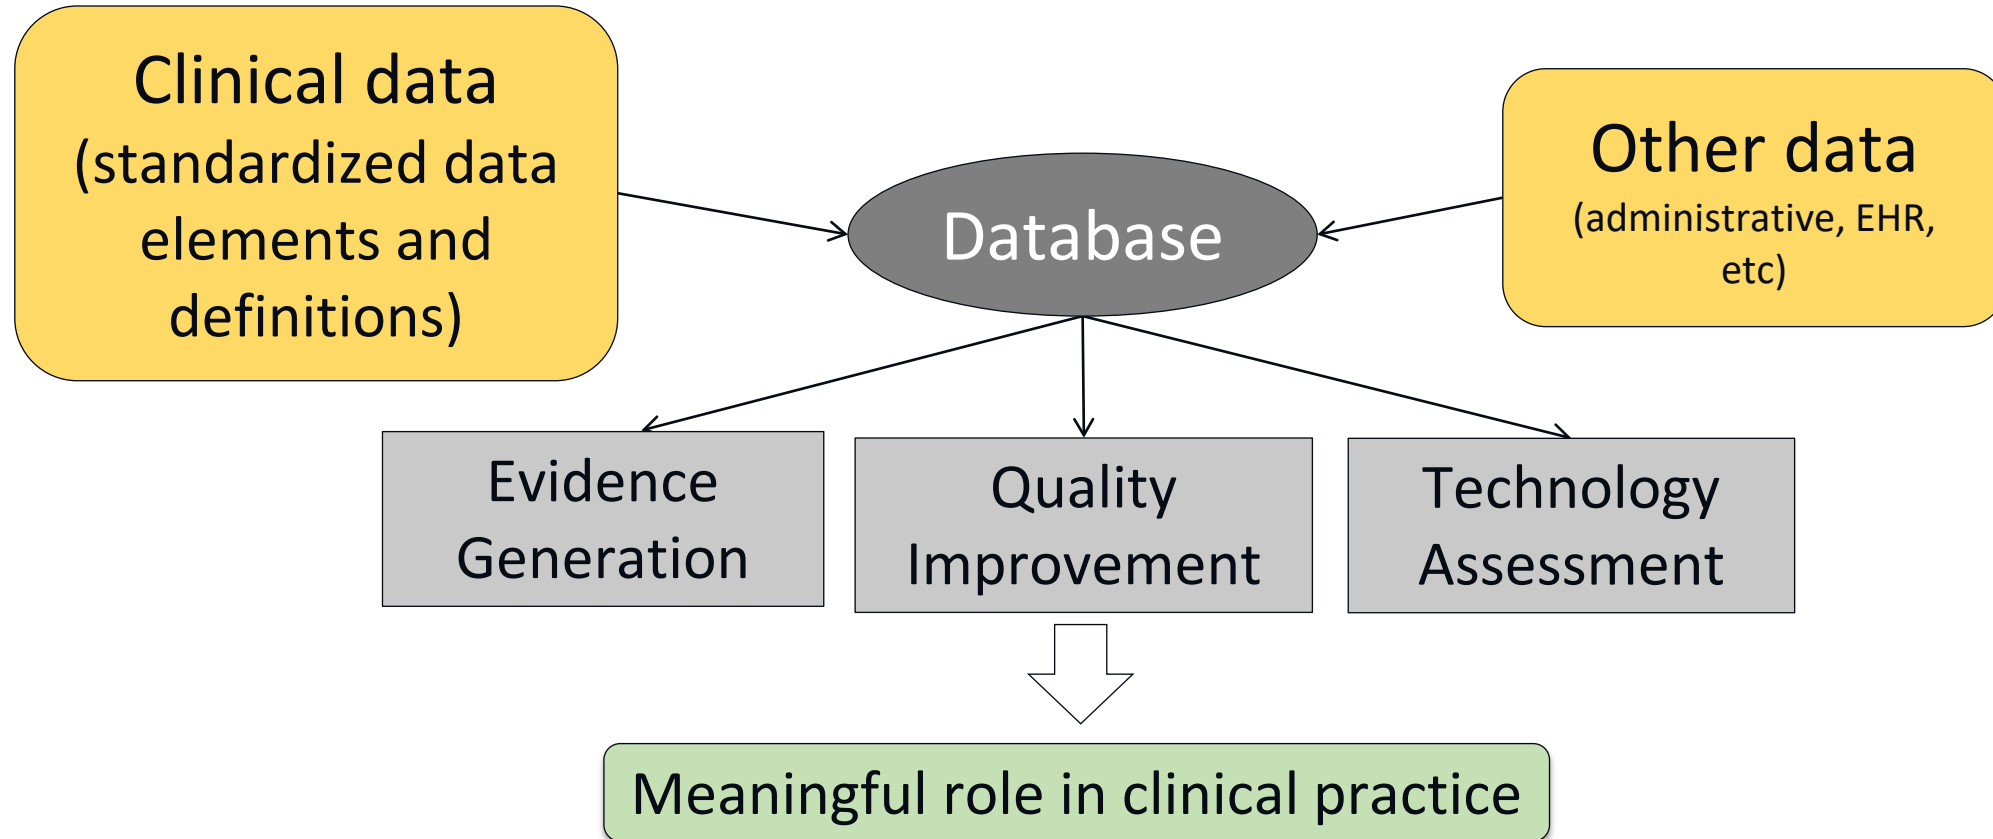 Clinical data
(standardized data
elements and
definitions)
Database
Other data
(administrative, EHR,
etc)
Evidence
Generation
Quality
Improvement
Technology
Assessment
Meaningful role in clinical practice